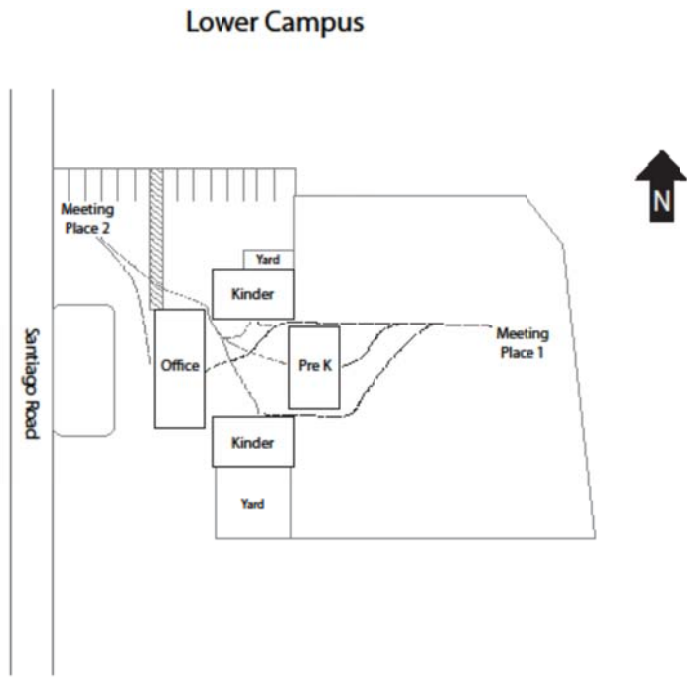 Lower Campus
N
Meeting
Place 2
Yard
Kinder
Santiago Road
Office
Pre K
Meeting
Place 1
Kinder
Yard